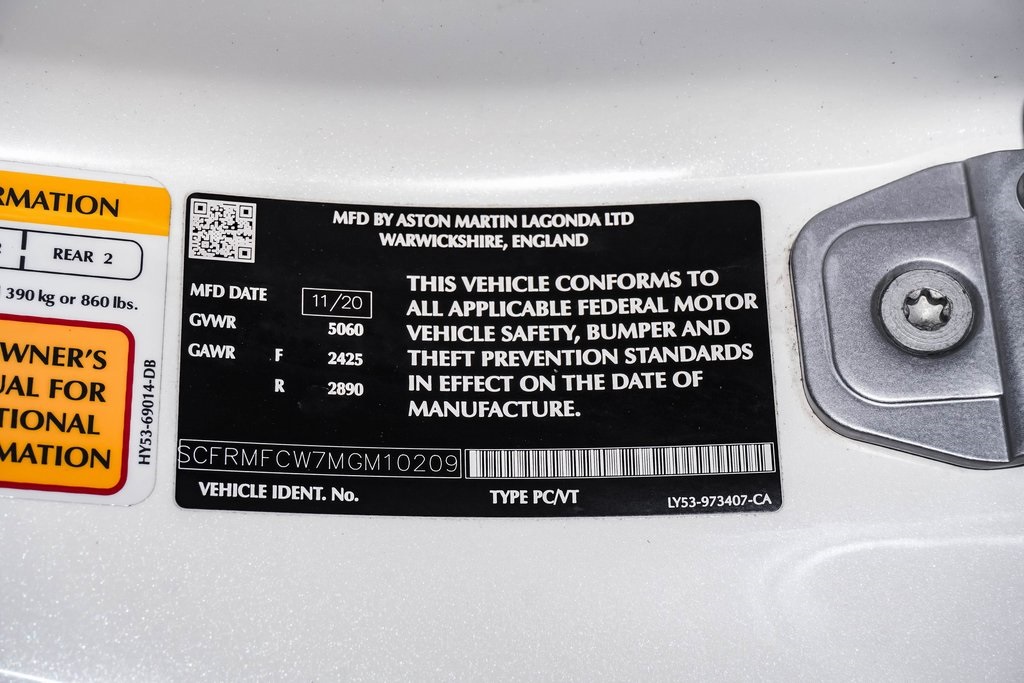 RMATION
REAR 2
390 kg or 860 lbs.
WNER'S
UAL FOR
TIONAL
MATION
HY53-69014-DB
MFD BY ASTON MARTIN LAGONDA LTD
WARWICKSHIRE, ENGLAND
MFD DATE 11/20
GVWR 5060
GAWR F 2425
R 2890
THIS VEHICLE CONFORMS TO
ALL APPLICABLE FEDERAL MOTOR
VEHICLE SAFETY, BUMPER AND
THEFT PREVENTION STANDARDS
IN EFFECT ON THE DATE OF
MANUFACTURE.
SCFRMFCW7MGM10209
VEHICLE IDENT. No.
TYPE PC/VT
LY53-973407-CA